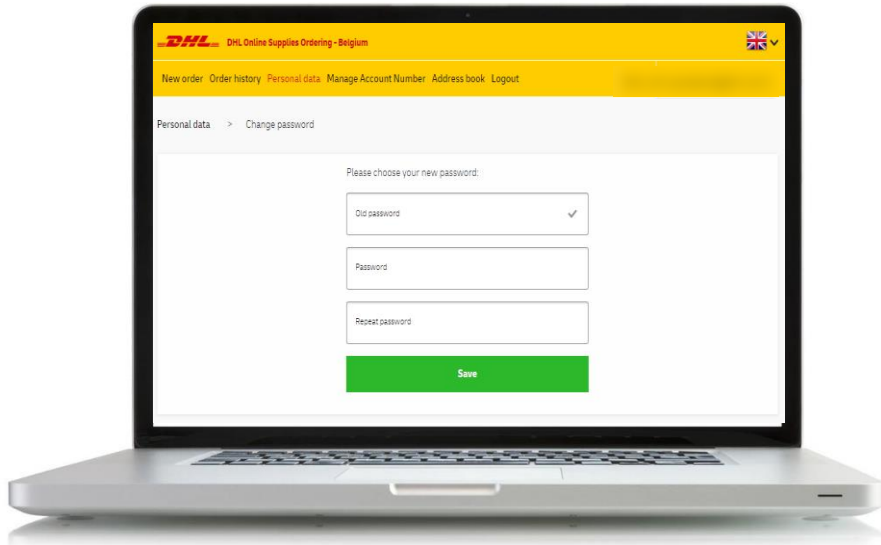 DHL DHL Online Supplies Ordering - Belgium
New order Order history Personal data Manage Account Number Address book Logout
Personal data > Change password
Please choose your new password:
Old password
Password
Repeat password
Save